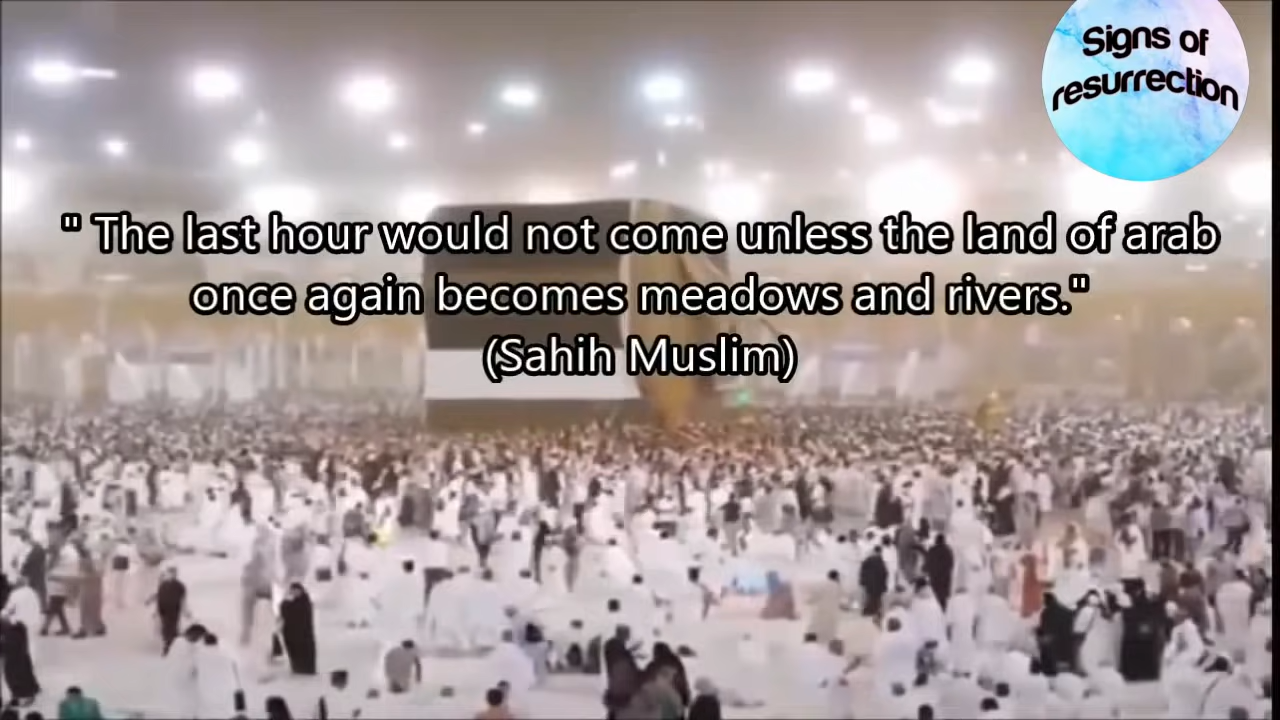 Signs of
resurrection
" The last hour would not come unless the land of arab
once again becomes meadows and rivers."
(Sahih Muslim)